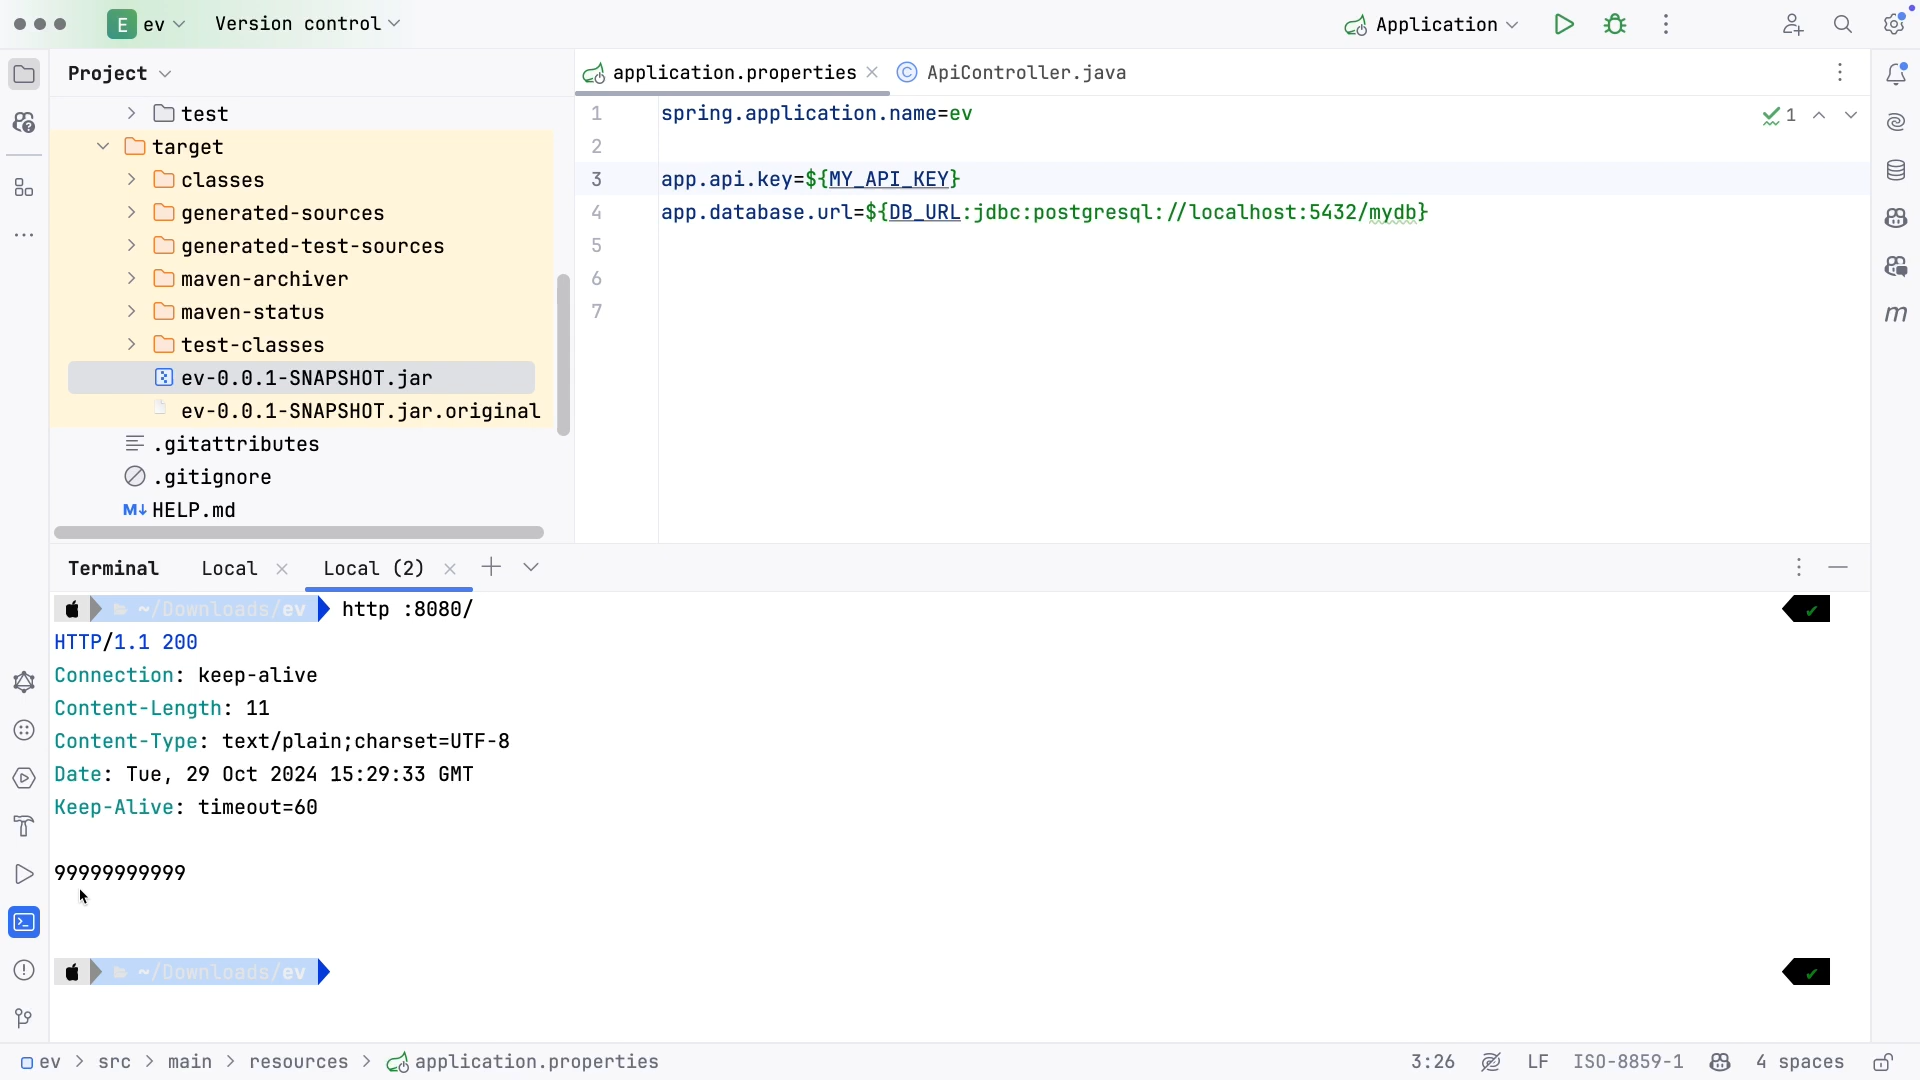 E ev Version control Application
Project
application.properties
ApiController.java
test
target
classes
generated-sources
generated-test-sources
maven-archiver
maven-status
test-classes
ev-0.0.1-SNAPSHOT.jar
ev-0.0.1-SNAPSHOT.jar.original
.gitattributes
.gitignore
M↓ HELP.md
1 spring.application.name=ev
2
3 app.api.key=${MY_API_KEY}
4 app.database.url=${DB_URL:jdbc:postgresql://localhost:5432/mydb}
5
6
7
1
C
m
Terminal Local Local (2)
~/Downloads/ev http :8080/
HTTP/1.1 200
Connection: keep-alive
Content-Length: 11
Content-Type: text/plain;charset=UTF-8
Date: Tue, 29 Oct 2024 15:29:33 GMT
Keep-Alive: timeout=60
99999999999
~/Downloads/ev
ev > src > main > resources > application.properties
3:26 LF ISO-8859-1 4 spaces